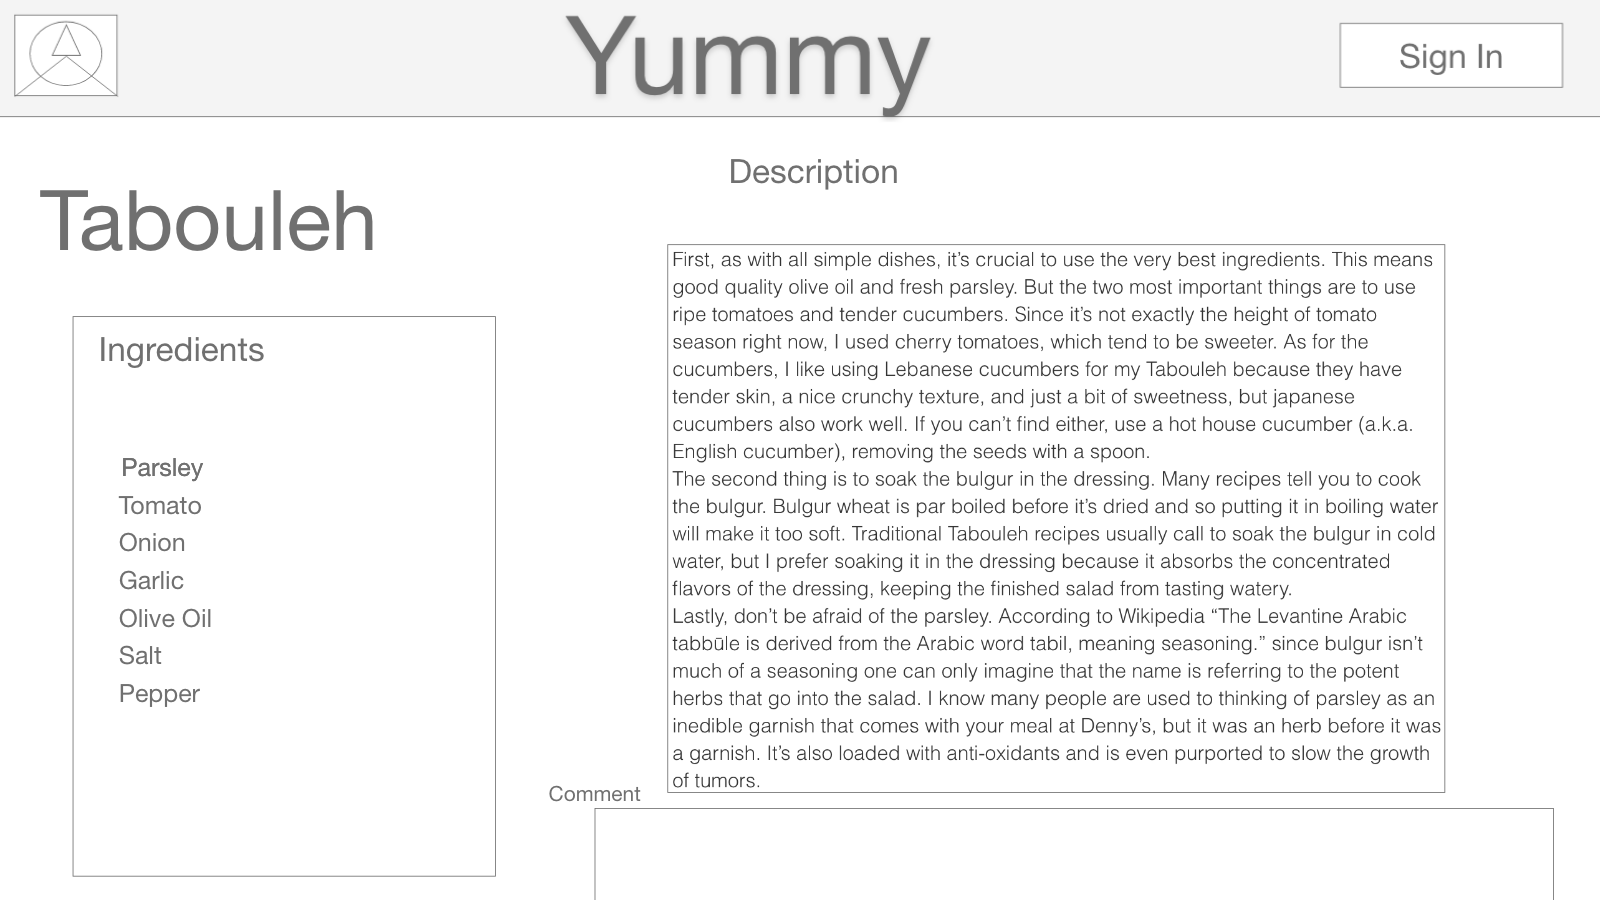 Yummy
Sign In
Tabouleh
Ingredients
Parsley
Tomato
Onion
Garlic
Olive Oil
Salt
Pepper
Description
First, as with all simple dishes, it’s crucial to use the very best ingredients. This means
good quality olive oil and fresh parsley. But the two most important things are to use
ripe tomatoes and tender cucumbers. Since it’s not exactly the height of tomato
season right now, I used cherry tomatoes, which tend to be sweeter. As for the
cucumbers, I like using Lebanese cucumbers for my Tabouleh because they have
tender skin, a nice crunchy texture, and just a bit of sweetness, but japanese
cucumbers also work well. If you can’t find either, use a hot house cucumber (a.k.a.
English cucumber), removing the seeds with a spoon.
The second thing is to soak the bulgur in the dressing. Many recipes tell you to cook
the bulgur. Bulgur wheat is par boiled before it’s dried and so putting it in boiling water
will make it too soft. Traditional Tabouleh recipes usually call to soak the bulgur in cold
water, but I prefer soaking it in the dressing because it absorbs the concentrated
flavors of the dressing, keeping the finished salad from tasting watery.
Lastly, don’t be afraid of the parsley. According to Wikipedia “The Levantine Arabic
tabbūle is derived from the Arabic word tabil, meaning seasoning.” since bulgur isn’t
much of a seasoning one can only imagine that the name is referring to the potent
herbs that go into the salad. I know many people are used to thinking of parsley as an
inedible garnish that comes with your meal at Denny’s, but it was an herb before it was
a garnish. It’s also loaded with anti-oxidants and is even purported to slow the growth
of tumors.
Comment